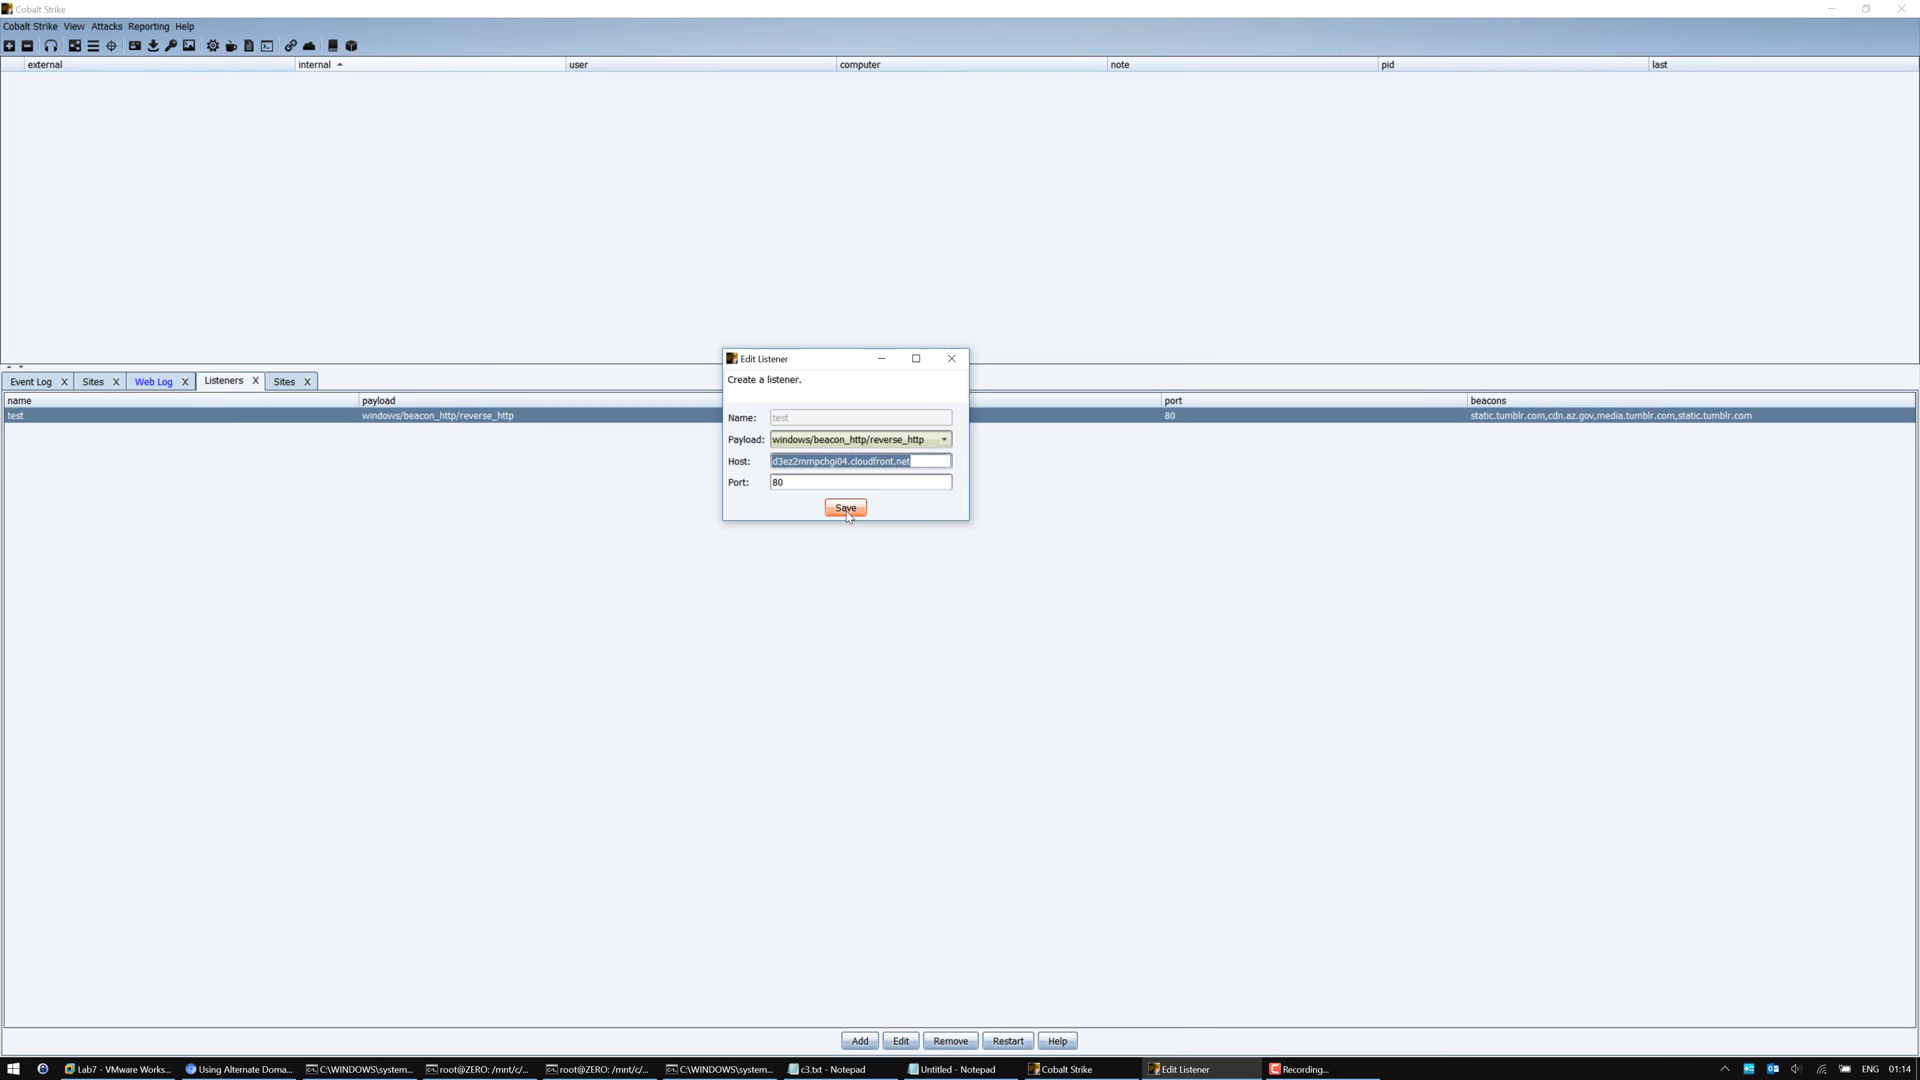 Cobalt Strike
Cobalt Strike View Attacks Reporting Help
external internal user computer note pid last
Event Log X Sites X Web Log X Listeners X Sites X
name payload port beacons
test windows/beacon_http/reverse_http 80 static.tumblr.com,cdn.az.gov,media.tumblr.com,static.tumblr.com
Edit Listener
Create a listener.
Name: test
Payload: windows/beacon_http/reverse_http
Host: d3ez2mmpchgi04.cloudfront.net
Port: 80
Save
Add Edit Remove Restart Help
Lab7 - VMware Works... Using Alternate Doma... C:\WINDOWS\system... root@ZERO: /mnt/c/... root@ZERO: /mnt/c/... C:\WINDOWS\system... c3.txt - Notepad Untitled - Notepad Cobalt Strike Edit Listener Recording... ENG 01:14